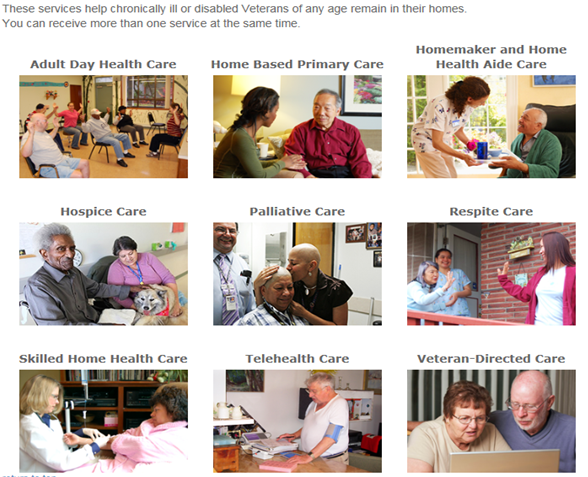 These services help chronically ill or disabled Veterans of any age remain in their homes.
You can receive more than one service at the same time.
Adult Day Health Care
Home Based Primary Care
Homemaker and Home
Health Aide Care
Hospice Care
Palliative Care
Respite Care
Skilled Home Health Care
Telehealth Care
Veteran-Directed Care